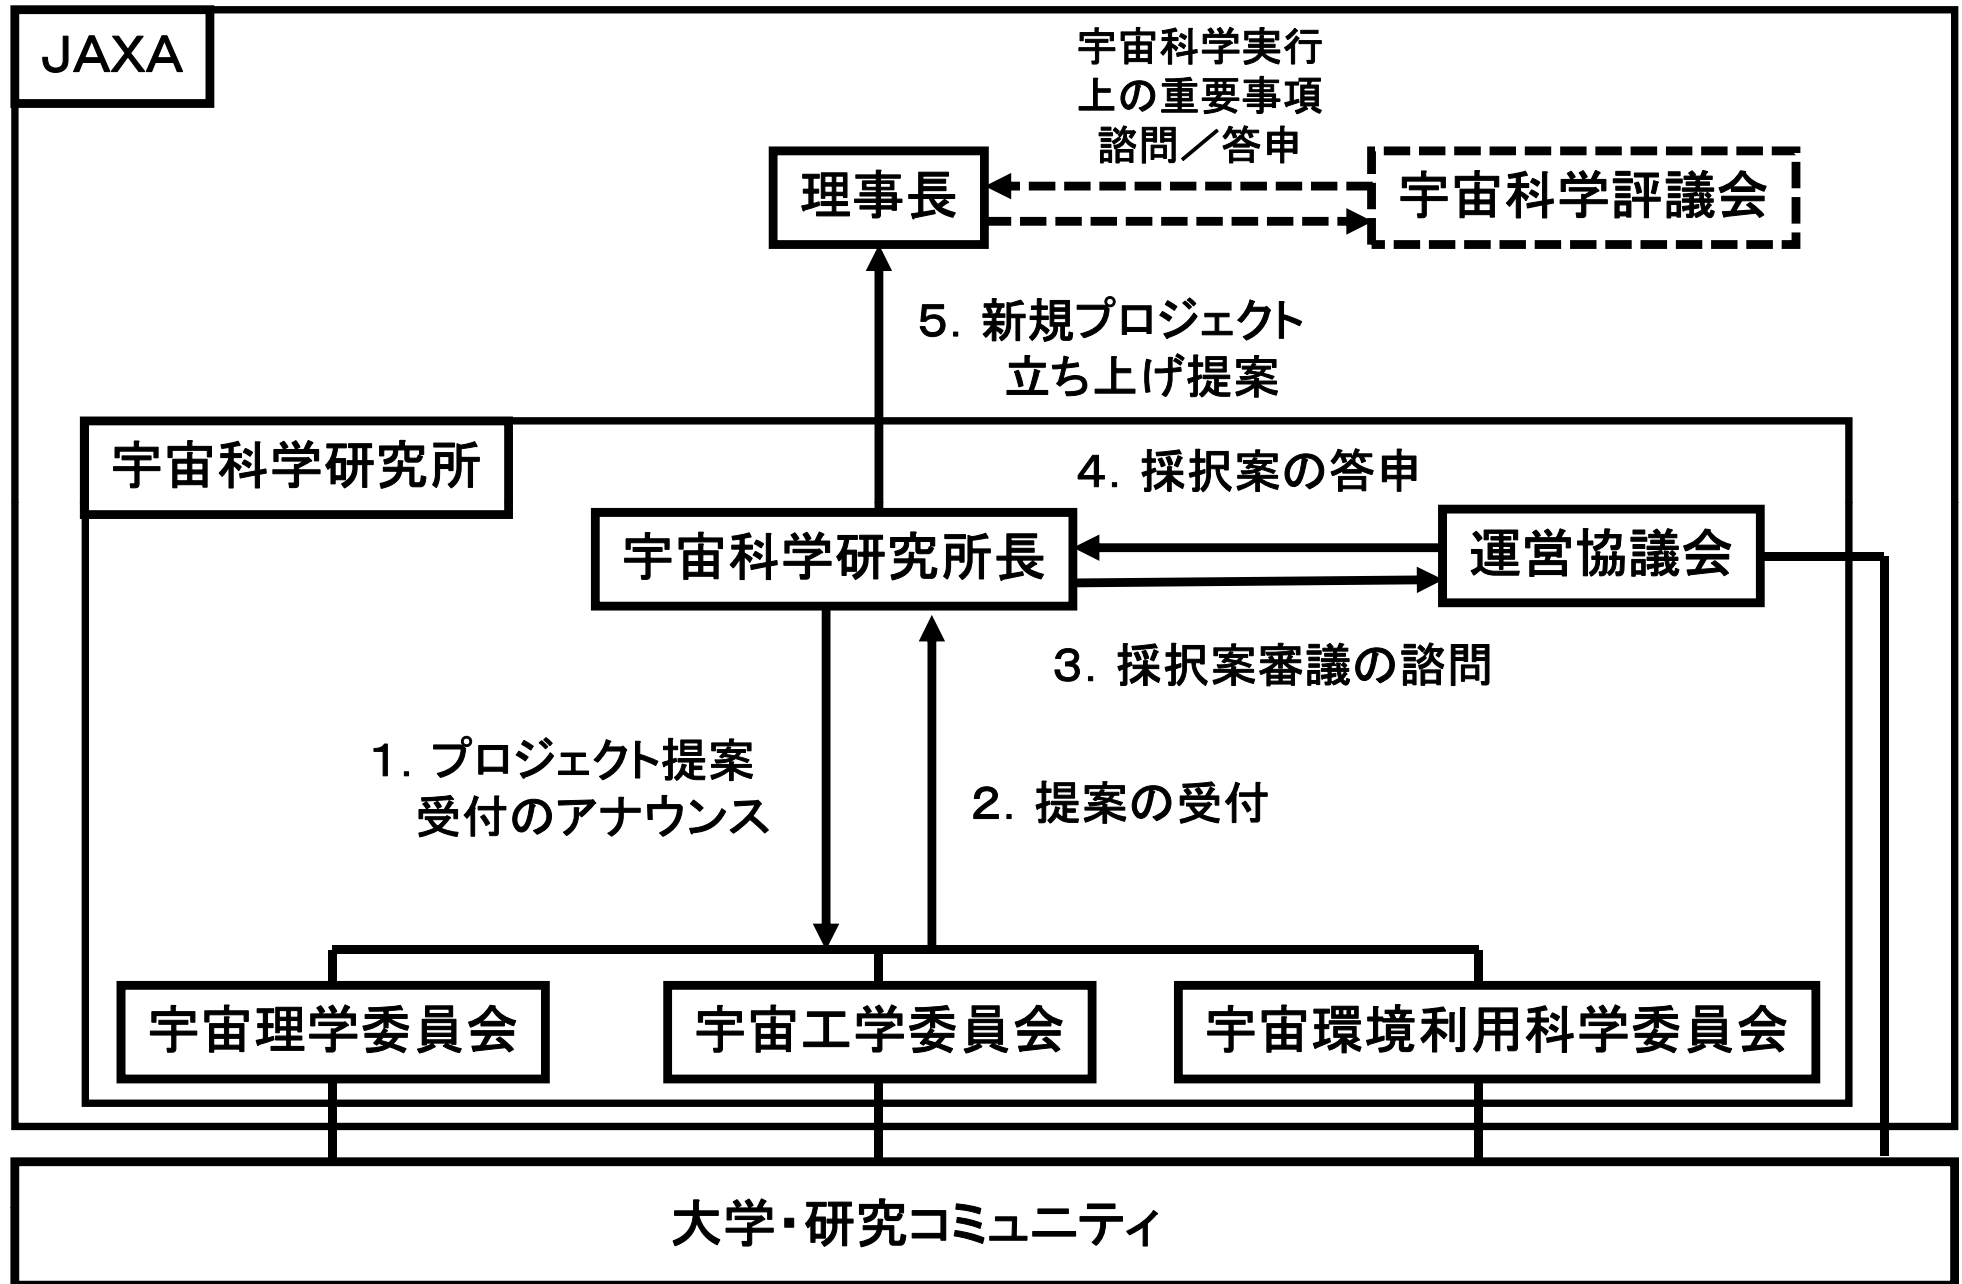 JAXA
宇宙科学実行
上の重要事項
諮問／答申
理事長
宇宙科学評議会
５．新規プロジェクト
立ち上げ提案
宇宙科学研究所
４．採択案の答申
宇宙科学研究所長
運営協議会
３．採択案審議の諮問
１．プロジェクト提案
受付のアナウンス
２．提案の受付
宇宙理学委員会
宇宙工学委員会
宇宙環境利用科学委員会
大学・研究コミュニティ